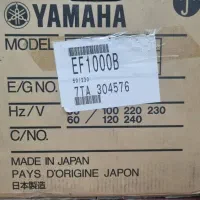 YAMAHA
MODEL
EF1000B
E/G NO.
7TA 304576
Hz/V 100 220 230
60 / 120 240
C/NO.
MADE IN JAPAN
PAYS D'ORIGINE JAPON
日本製造